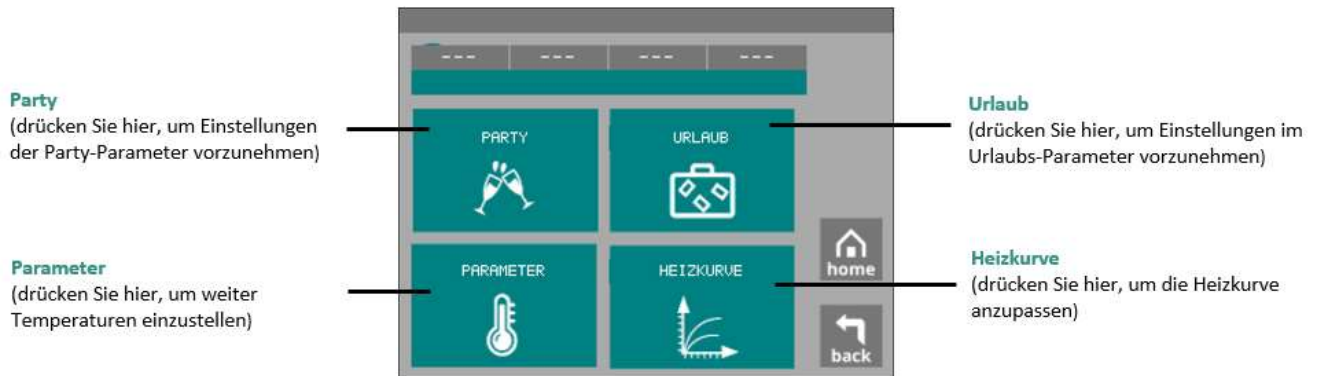 --- --- --- ---
Party
(drücken Sie hier, um Einstellungen
der Party-Parameter vorzunehmen)
PARTY
URLAUB
Urlaub
(drücken Sie hier, um Einstellungen im
Urlaubs-Parameter vorzunehmen)
Parameter
(drücken Sie hier, um weiter
Temperaturen einzustellen)
PARAMETER
HEIZKURVE
home
back
Heizkurve
(drücken Sie hier, um die Heizkurve
anzupassen)